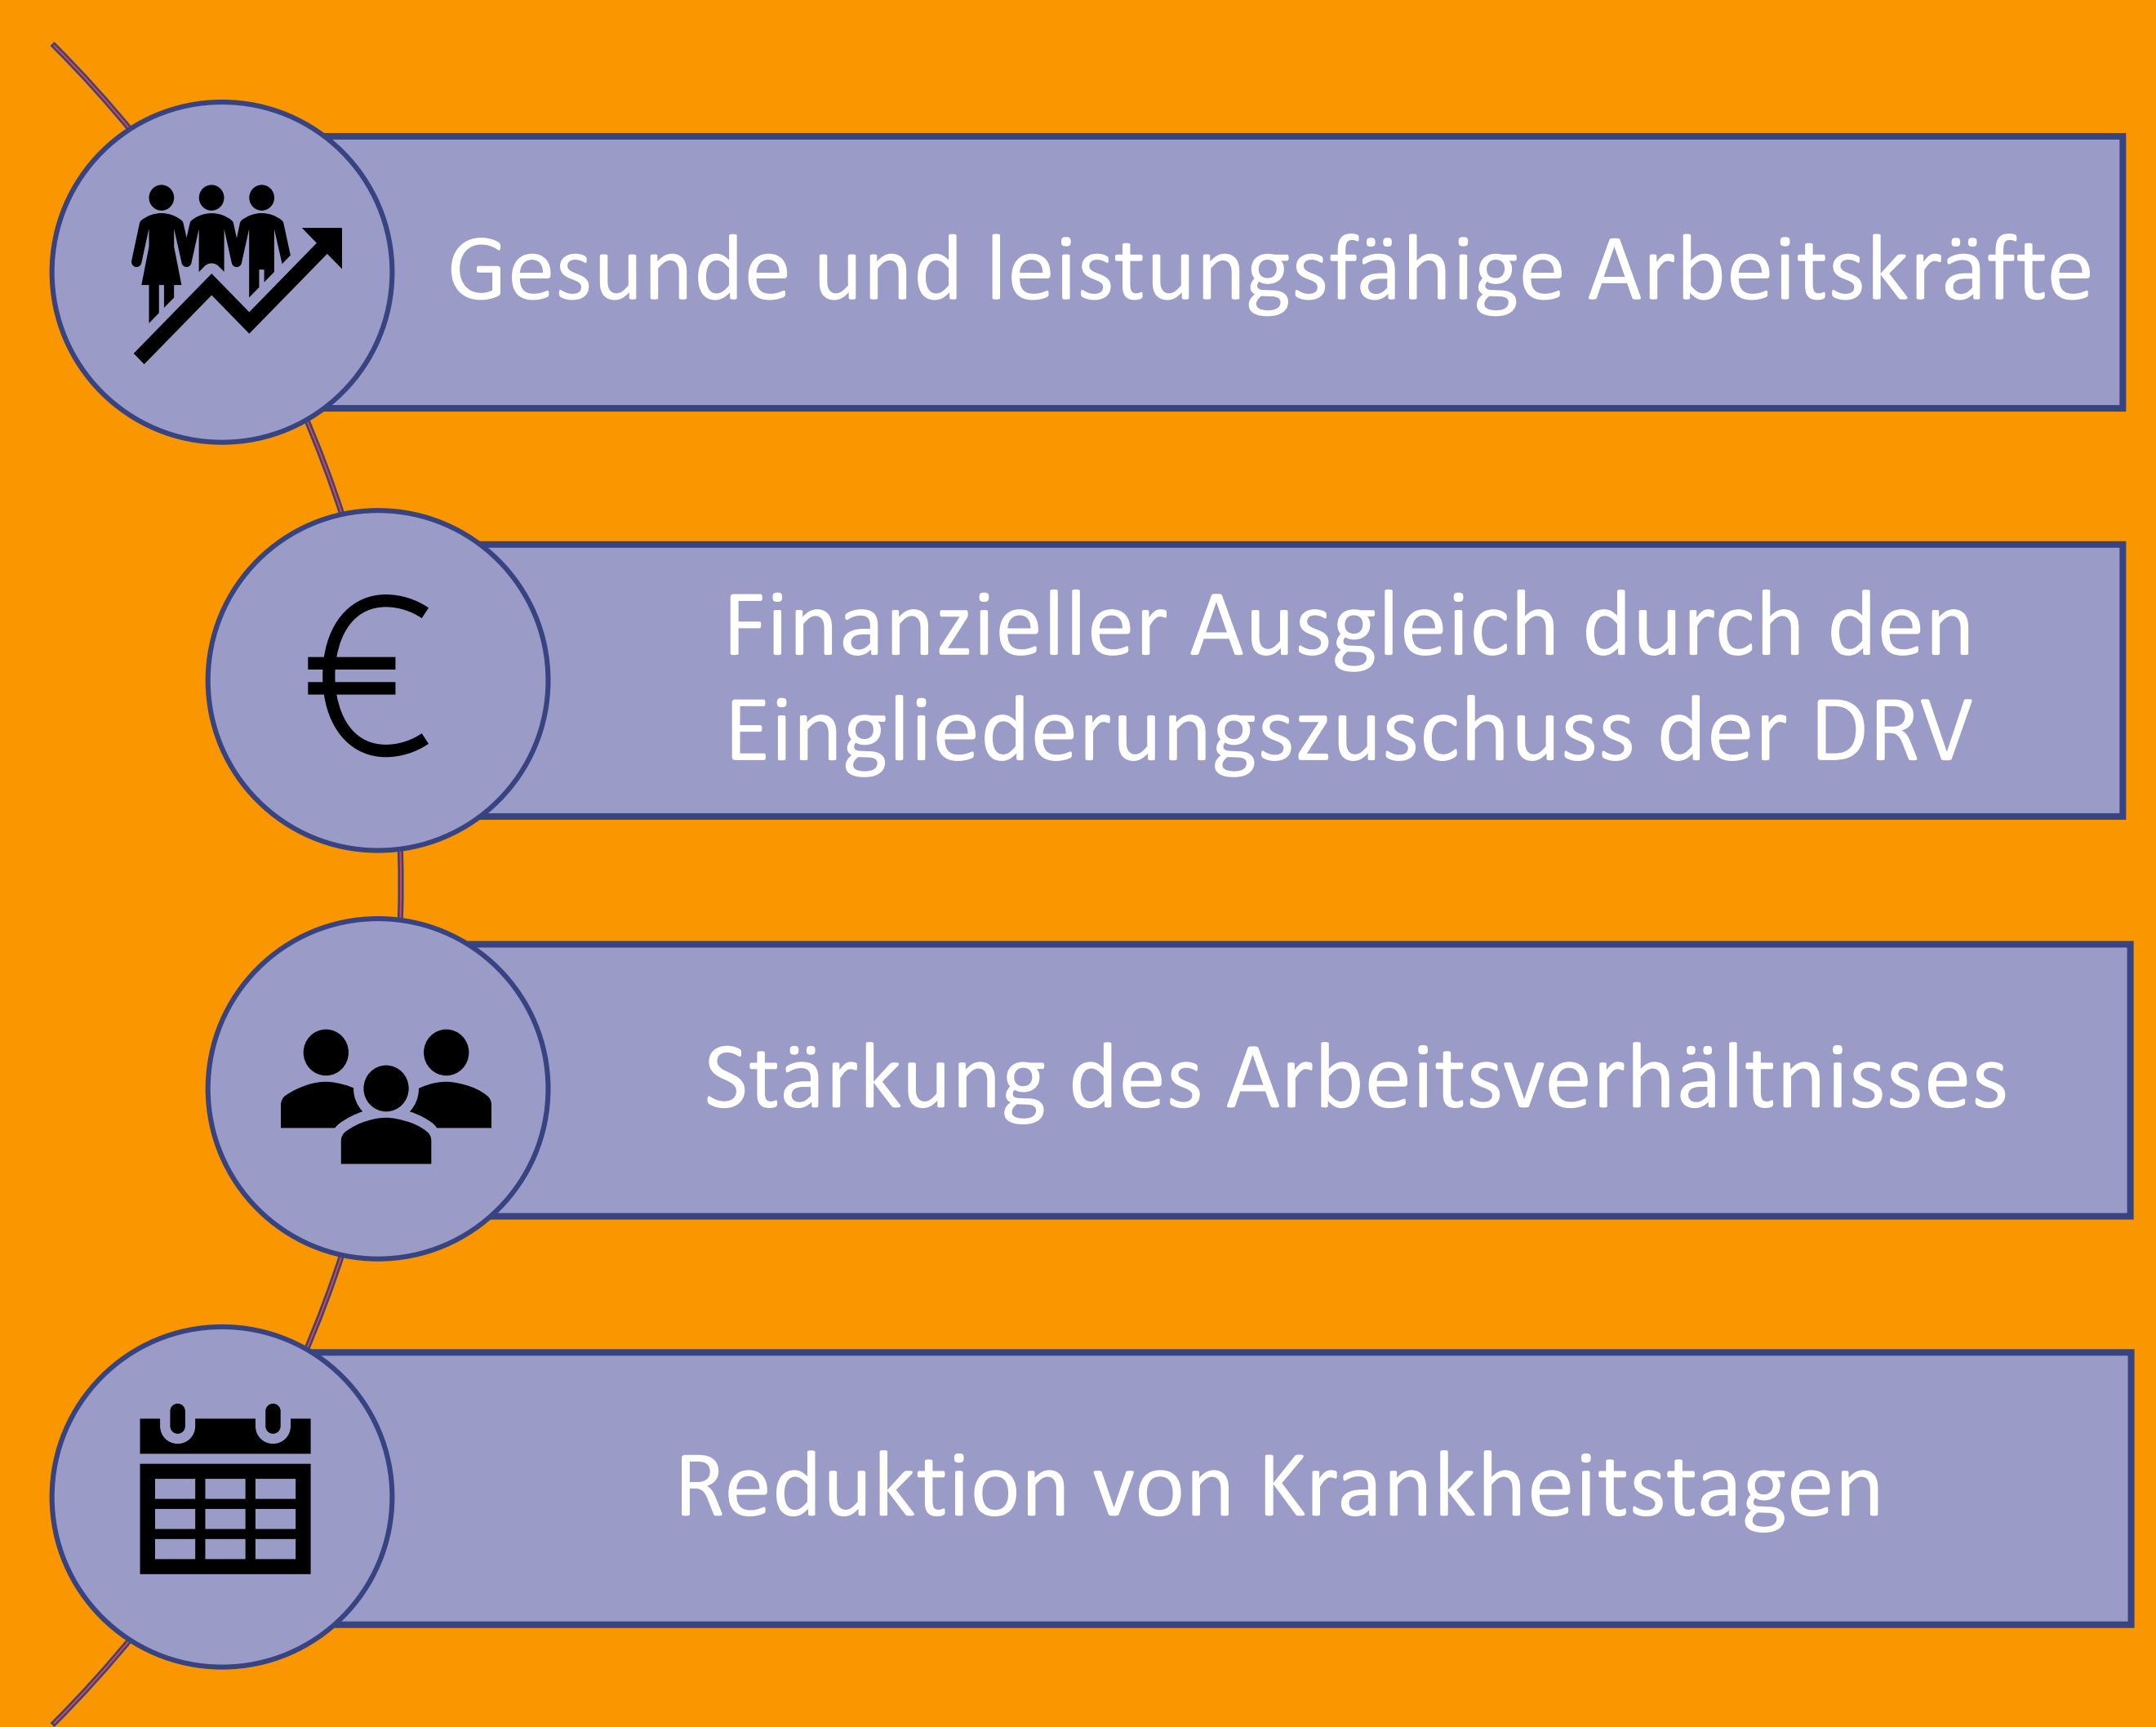 Gesunde und leistungsfähige Arbeitskräfte
Finanzieller Ausgleich durch den
Eingliederungszuschuss der DRV
Stärkung des Arbeitsverhältnisses
Reduktion von Krankheitstagen